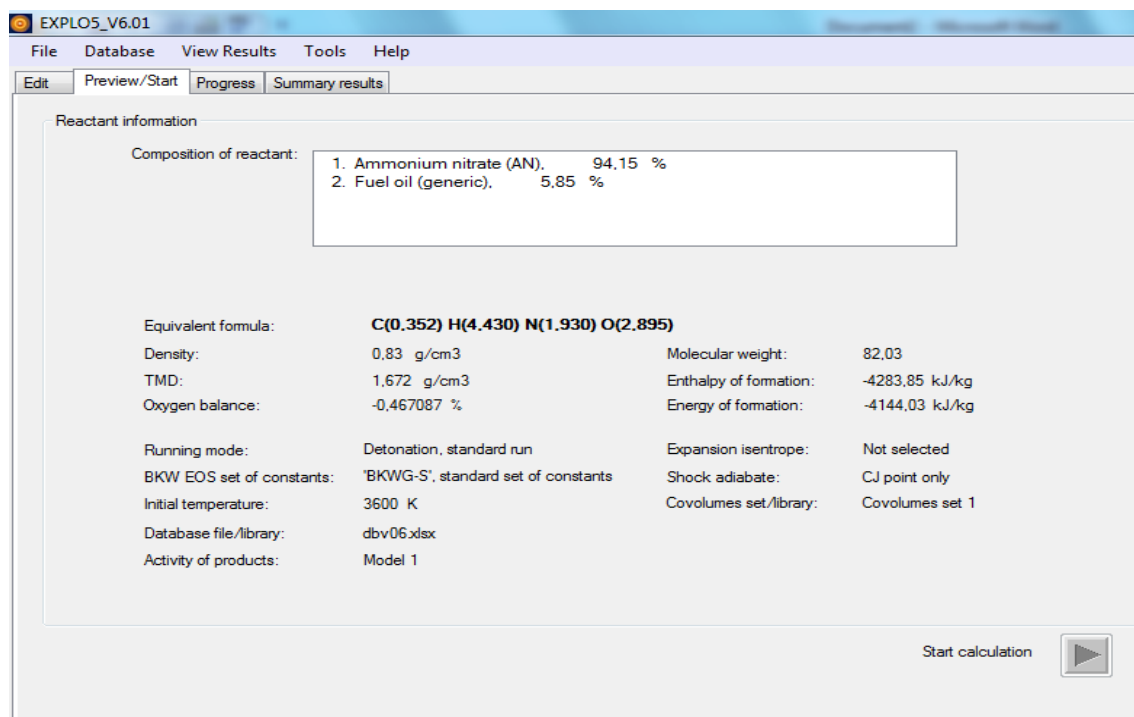 EXPLO5_V6.01
File Database View Results Tools Help
Edit Preview/Start Progress Summary results
Reactant information
Composition of reactant:
1. Ammonium nitrate (AN), 94,15 %
2. Fuel oil (generic), 5,85 %
Equivalent formula: C(0.352) H(4.430) N(1.930) O(2.895)
Density: 0,83 g/cm3 Molecular weight: 82,03
TMD: 1,672 g/cm3 Enthalpy of formation: -4283,85 kJ/kg
Oxygen balance: -0,467087 % Energy of formation: -4144,03 kJ/kg
Running mode: Detonation, standard run Expansion isentrope: Not selected
BKW EOS set of constants: "BKWG-S", standard set of constants Shock adiabate: CJ point only
Initial temperature: 3600 K Covolumes set/library: Covolumes set 1
Database file/library: dbv06.xlsx
Activity of products: Model 1
Start calculation